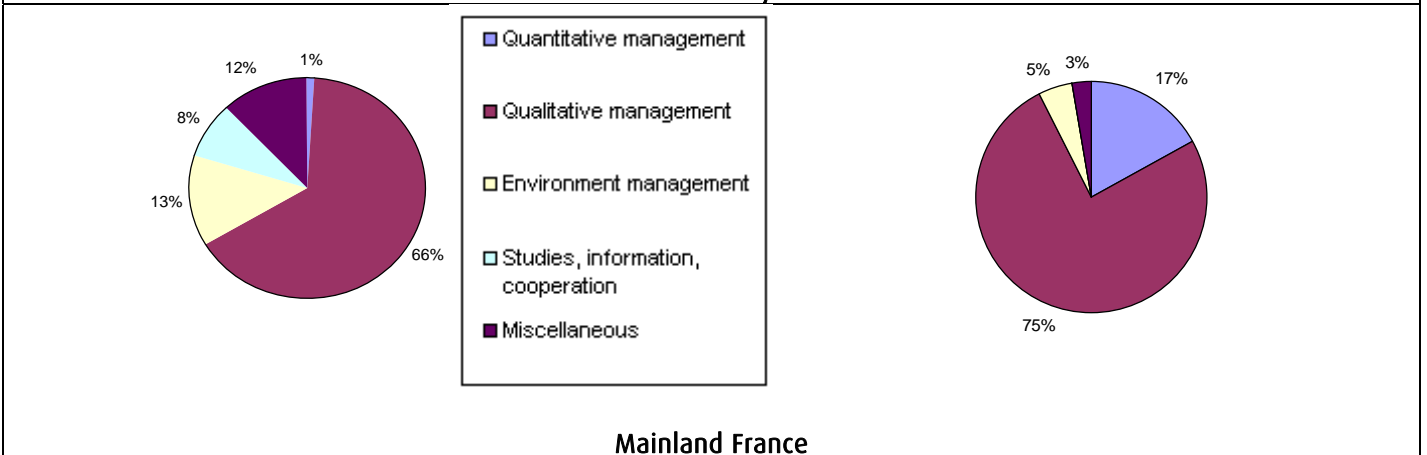 12%
1%
8%
13%
66%
Quantitative management
Qualitative management
Environment management
Studies, information,
cooperation
Miscellaneous
5%
3%
17%
75%
Mainland France